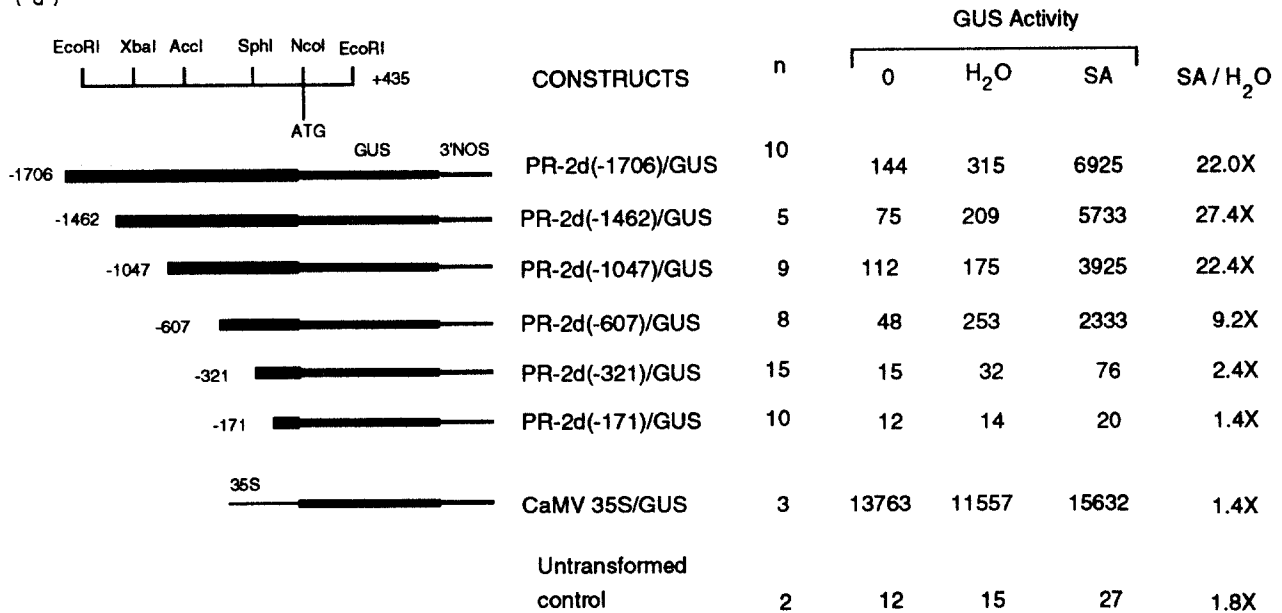 (a)
GUS Activity
EcoRI XbaI AccI SphI NcoI EcoRI
+435
CONSTRUCTS n 0 H2O SA SA / H2O
ATG
GUS 3'NOS
-1706 PR-2d(-1706)/GUS 10 144 315 6925 22.0X
-1462 PR-2d(-1462)/GUS 5 75 209 5733 27.4X
-1047 PR-2d(-1047)/GUS 9 112 175 3925 22.4X
-607 PR-2d(-607)/GUS 8 48 253 2333 9.2X
-321 PR-2d(-321)/GUS 15 15 32 76 2.4X
-171 PR-2d(-171)/GUS 10 12 14 20 1.4X
35S
CaMV 35S/GUS 3 13763 11557 15632 1.4X
Untransformed
control 2 12 15 27 1.8X